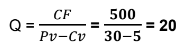 Q = CF / Pv−Cv = 500 / 30−5 = 20